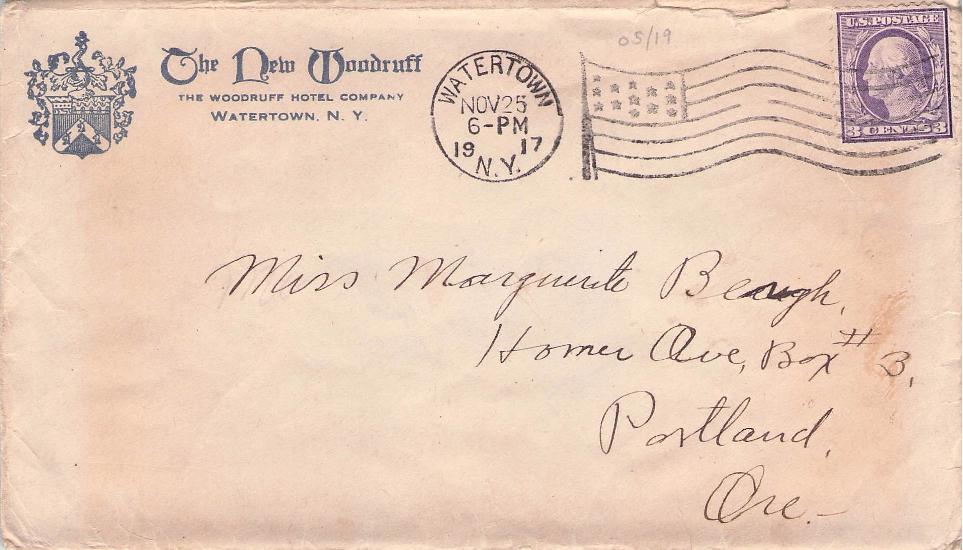 The New Woodruff
THE WOODRUFF HOTEL COMPANY
WATERTOWN, N. Y.
WATERTOWN
NOV 25
6-PM
19 17
N.Y.
05/19
U.S. POSTAGE
3 CENTS 3
Miss Marguerite
Homer Ave, Box # 3,
Portland,
Ore.-